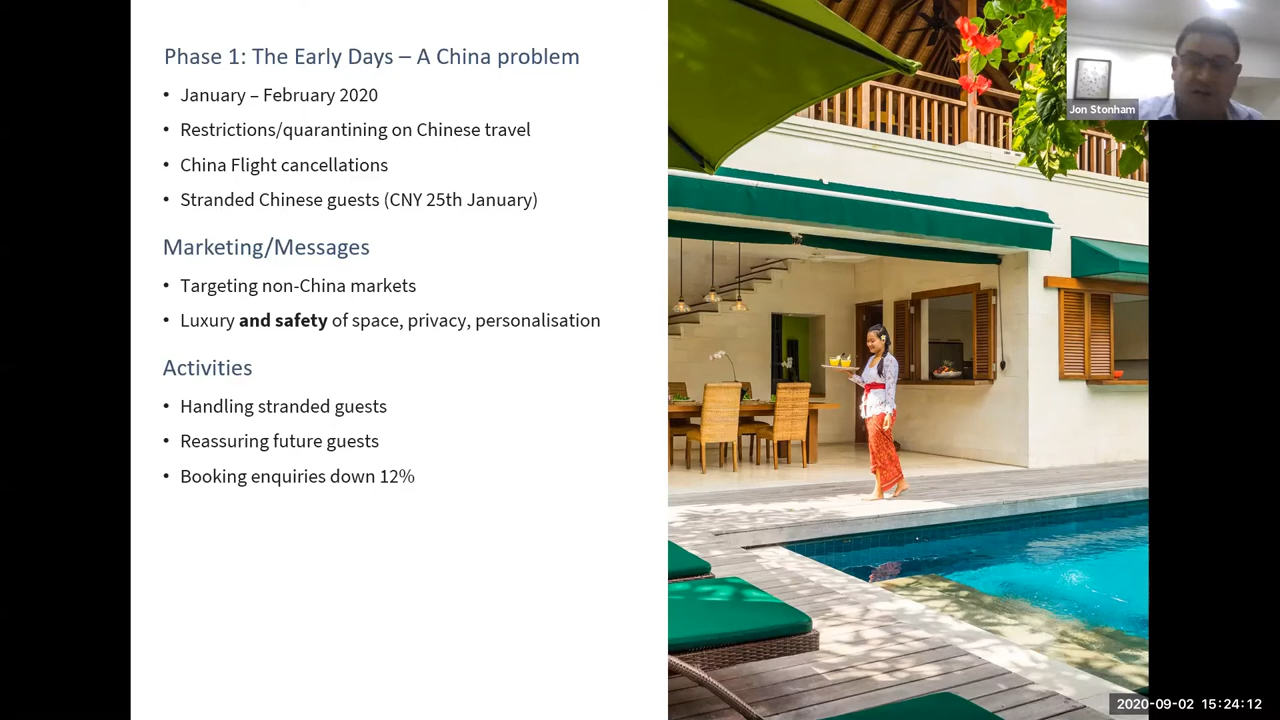 Phase 1: The Early Days – A China problem
• January – February 2020
• Restrictions/quarantining on Chinese travel
• China Flight cancellations
• Stranded Chinese guests (CNY 25th January)
Marketing/Messages
• Targeting non-China markets
• Luxury and safety of space, privacy, personalisation
Activities
• Handling stranded guests
• Reassuring future guests
• Booking enquiries down 12%
Jon Stonham
2020-09-02 15:24:12